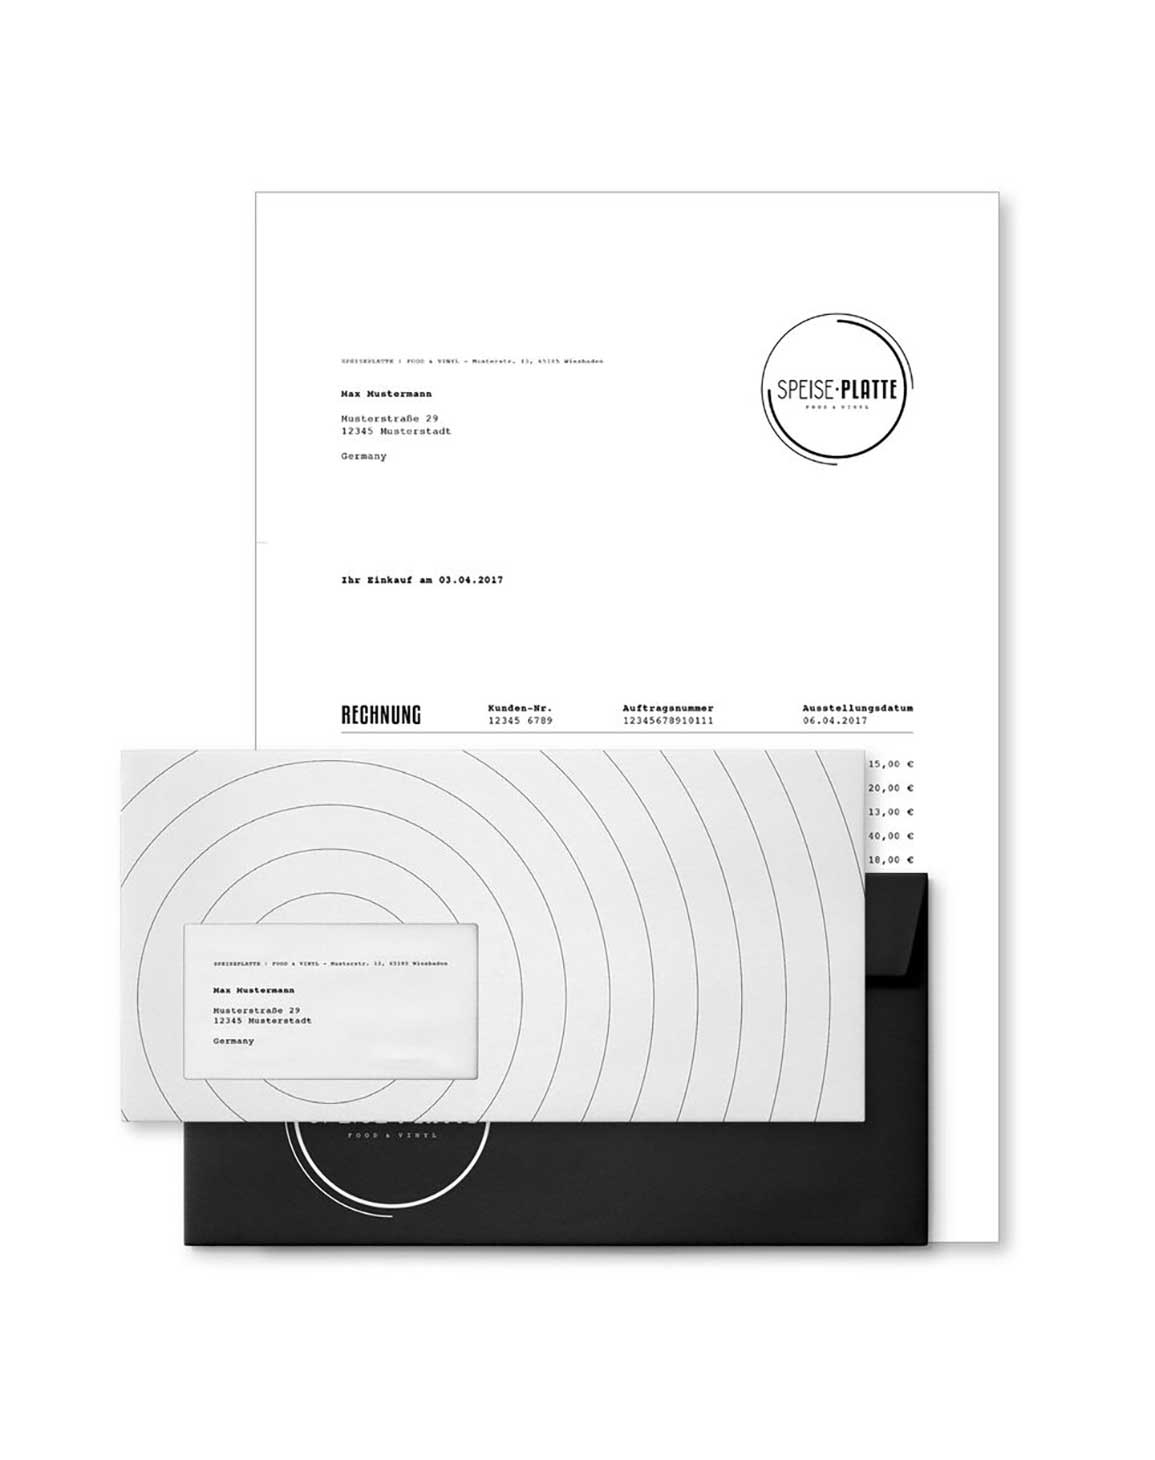 SPEISEPLATTE | FOOD & VINYL - Musterstr. 13, 65185 Wiesbaden
Max Mustermann
Musterstraße 29
12345 Musterstadt
Germany
SPEISE·PLATTE
FOOD & VINYL
Ihr Einkauf am 03.04.2017
RECHNUNG
Kunden-Nr.
12345 6789
Auftragsnummer
12345678910111
Ausstellungsdatum
06.04.2017
15,00 €
20,00 €
13,00 €
40,00 €
18,00 €
SPEISEPLATTE | FOOD & VINYL - Musterstr. 13, 65185 Wiesbaden
Max Mustermann
Musterstraße 29
12345 Musterstadt
Germany
FOOD & VINYL